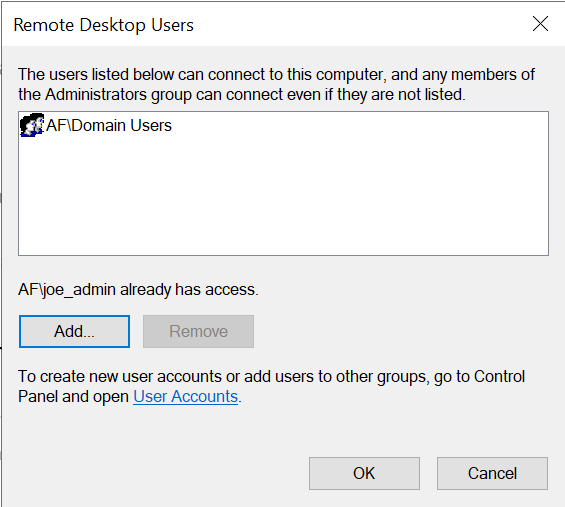 Remote Desktop Users
The users listed below can connect to this computer, and any members of
the Administrators group can connect even if they are not listed.
AF\Domain Users
AF\joe_admin already has access.
Add...
Remove
To create new user accounts or add users to other groups, go to Control
Panel and open User Accounts.
OK
Cancel